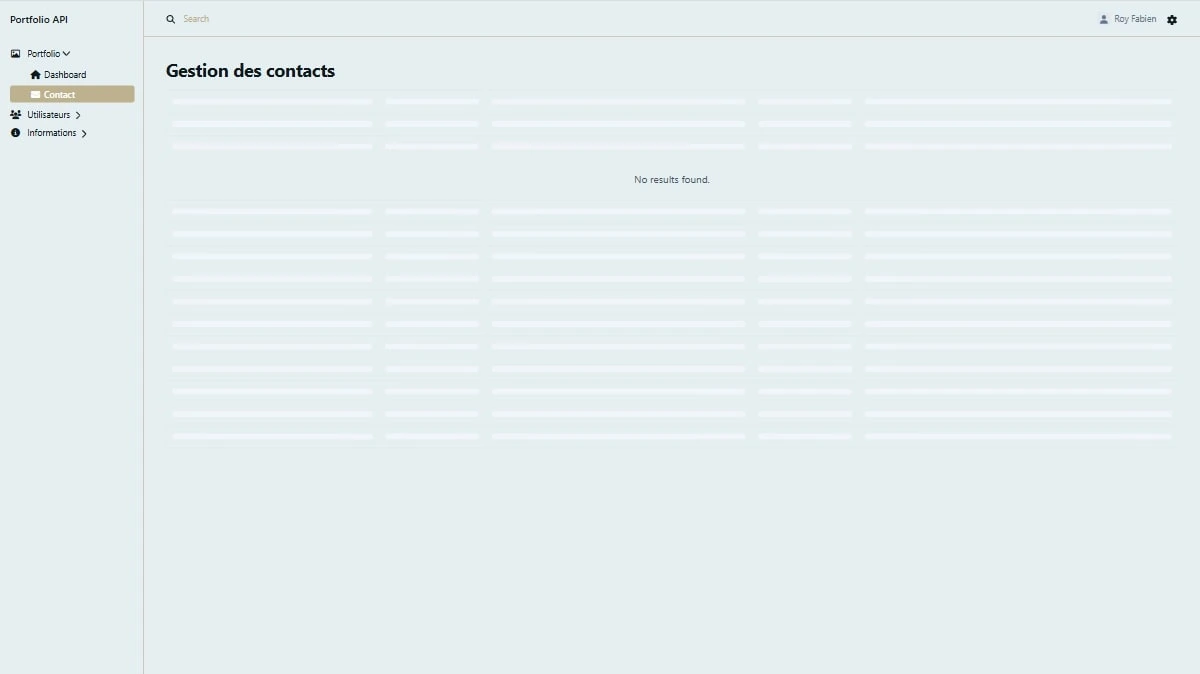 Portfolio API
Search
Roy Fabien
Portfolio
Dashboard
Contact
Utilisateurs
Informations
Gestion des contacts
No results found.